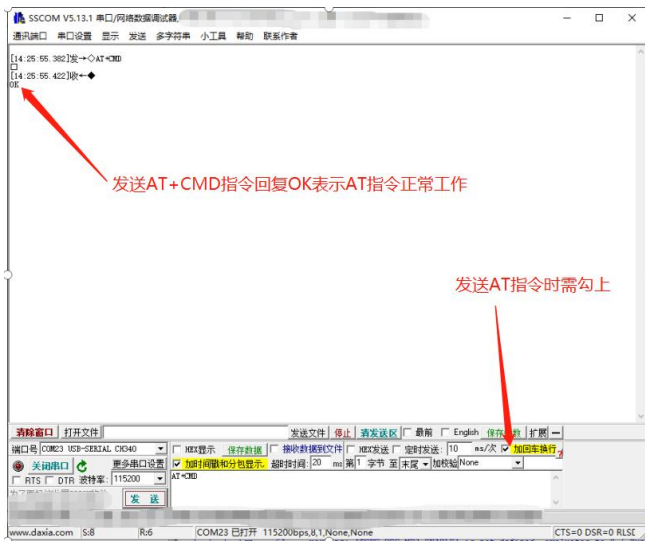 SSCOM V5.13.1 串口/网络数据调试器
通讯端口 串口设置 显示 发送 多字符串 小工具 帮助 联系作者
[14:25:55.382]发→◇AT+CMD
□
[14:25:55.422]收←◆
OK
发送AT+CMD指令回复OK表示AT指令正常工作
发送AT指令时需勾上
清除窗口 打开文件 发送文件 停止 清发送区 最前 English 保存 数 扩展 —
端口号 COM23 USB-SERIAL CH340 HEX显示 保存数据 接收数据到文件 HEX发送 定时发送: 10 ms/次 加回车换行
关闭串口 更多串口设置 加时间戳和分包显示. 超时时间: 20 ms 第 1 字节 至 末尾 加校验 None
RTS DTR 波特率: 115200 AT+CMD
发 送
www.daxia.com S:8 R:6 COM23 已打开 115200bps,8,1,None,None CTS=0 DSR=0 RLSD